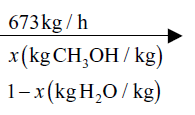 673 kg / h
x (kg CH₃OH / kg)
1 – x (kg H₂O / kg)